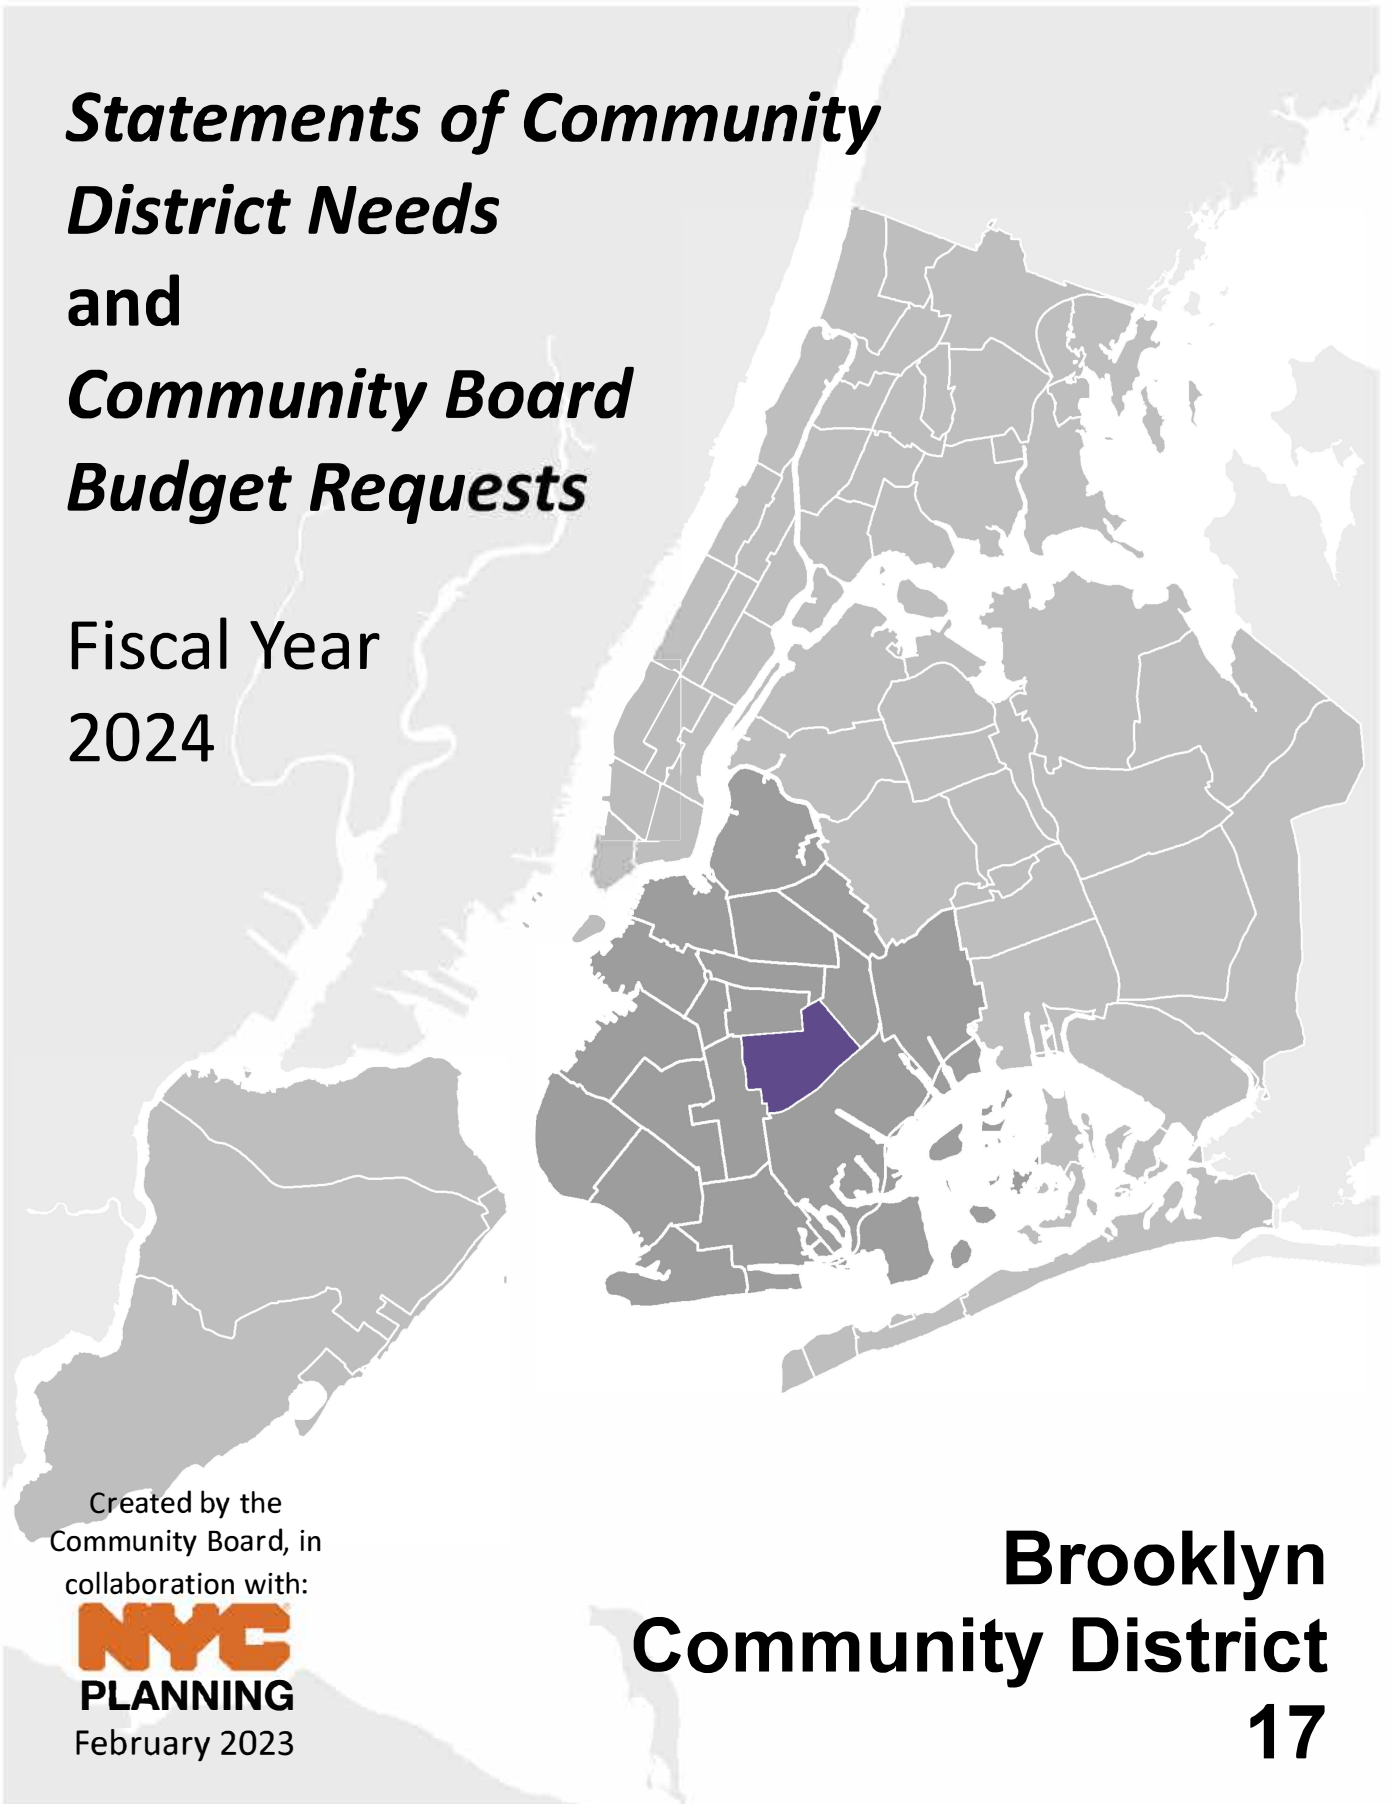 Statements of Community
District Needs
and
Community Board
Budget Requests
Fiscal Year
2024
Created by the
Community Board, in
collaboration with:
NYC
PLANNING
February 2023
Brooklyn
Community District
17